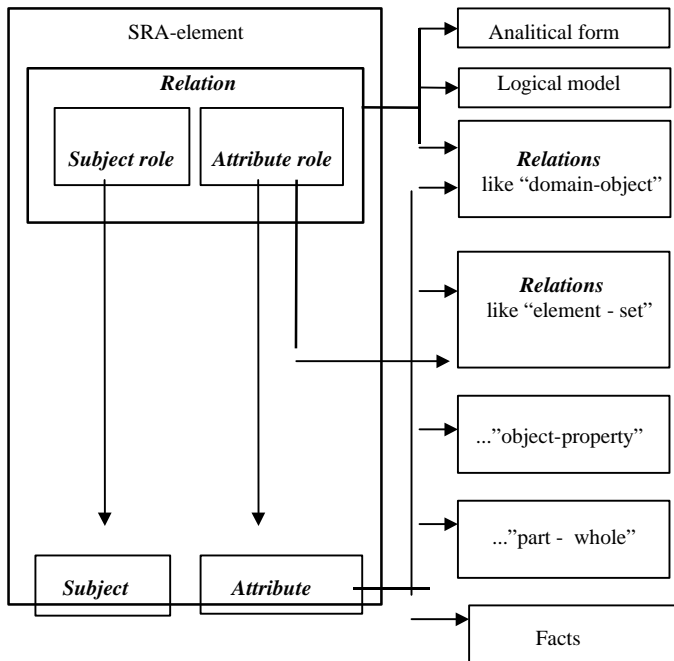 SRA-element
Relation
Subject role
Attribute role
Subject
Attribute
Analitical form
Logical model
Relations
like “domain-object”
Relations
like “element - set”
...”object-property”
...”part - whole”
Facts